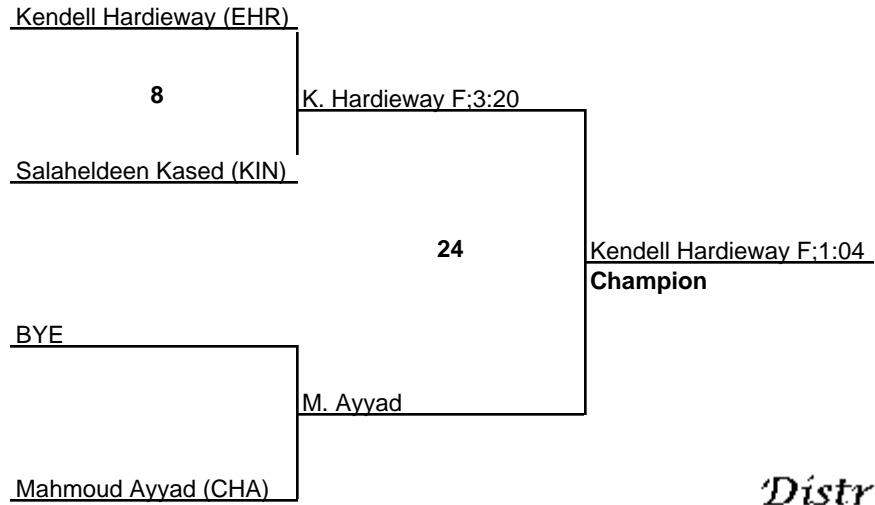 Kendell Hardieway (EHR)
8
K. Hardieway F;3:20
Salaheldeen Kased (KIN)
24
Kendell Hardieway F;1:04
Champion
BYE
M. Ayyad
Mahmoud Ayyad (CHA)
Distr